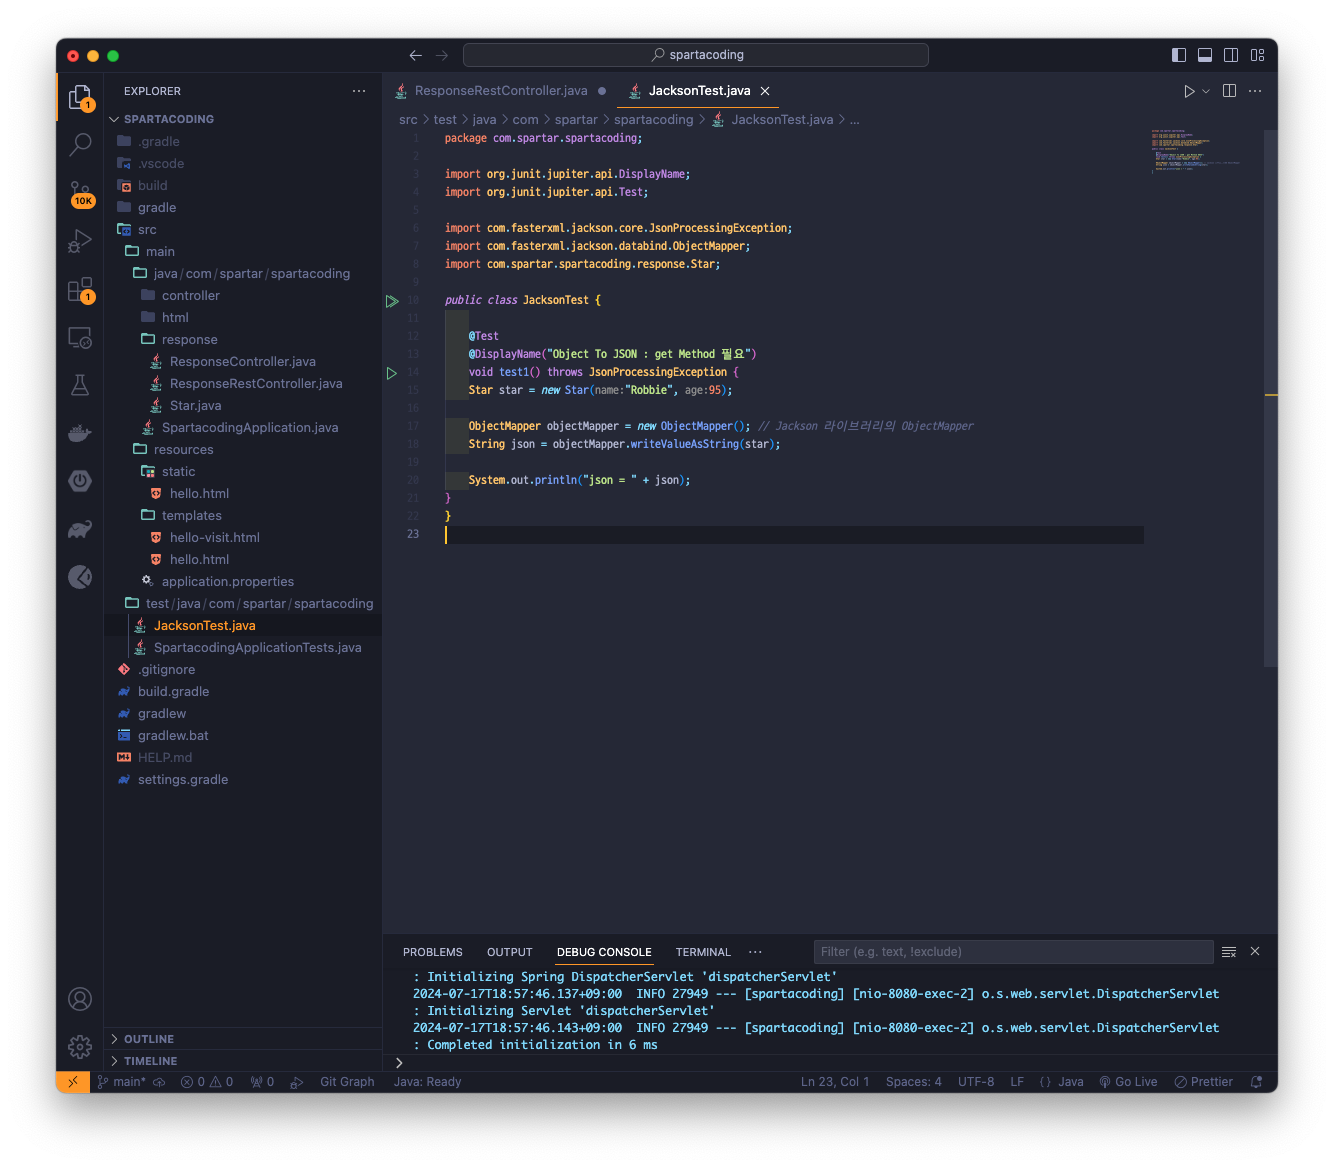 spartacoding
EXPLORER
SPARTACODING
.gradle
.vscode
build
gradle
src
main
java/com/spartar/spartacoding
controller
html
response
ResponseController.java
ResponseRestController.java
Star.java
SpartacodingApplication.java
resources
static
hello.html
templates
hello-visit.html
hello.html
application.properties
test/java/com/spartar/spartacoding
JacksonTest.java
SpartacodingApplicationTests.java
.gitignore
build.gradle
gradlew
gradlew.bat
HELP.md
settings.gradle
OUTLINE
TIMELINE
1
10K
1
ResponseRestController.java
JacksonTest.java
src > test > java > com > spartar > spartacoding > JacksonTest.java > ...
1 package com.spartar.spartacoding;
2
3 import org.junit.jupiter.api.DisplayName;
4 import org.junit.jupiter.api.Test;
5
6 import com.fasterxml.jackson.core.JsonProcessingException;
7 import com.fasterxml.jackson.databind.ObjectMapper;
8 import com.spartar.spartacoding.response.Star;
9
10 public class JacksonTest {
11
12 @Test
13 @DisplayName("Object To JSON : get Method 필요")
14 void test1() throws JsonProcessingException {
15 Star star = new Star(name:"Robbie", age:95);
16
17 ObjectMapper objectMapper = new ObjectMapper(); // Jackson 라이브러리의 ObjectMapper
18 String json = objectMapper.writeValueAsString(star);
19
20 System.out.println("json = " + json);
21 }
22 }
23
PROBLEMS OUTPUT DEBUG CONSOLE TERMINAL ... Filter (e.g. text, !exclude)
: Initializing Spring DispatcherServlet 'dispatcherServlet'
2024-07-17T18:57:46.137+09:00  INFO 27949 --- [spartacoding] [nio-8080-exec-2] o.s.web.servlet.DispatcherServlet
: Initializing Servlet 'dispatcherServlet'
2024-07-17T18:57:46.143+09:00  INFO 27949 --- [spartacoding] [nio-8080-exec-2] o.s.web.servlet.DispatcherServlet
: Completed initialization in 6 ms
main* 0 0 0 Git Graph Java: Ready Ln 23, Col 1 Spaces: 4 UTF-8 LF {} Java Go Live Prettier